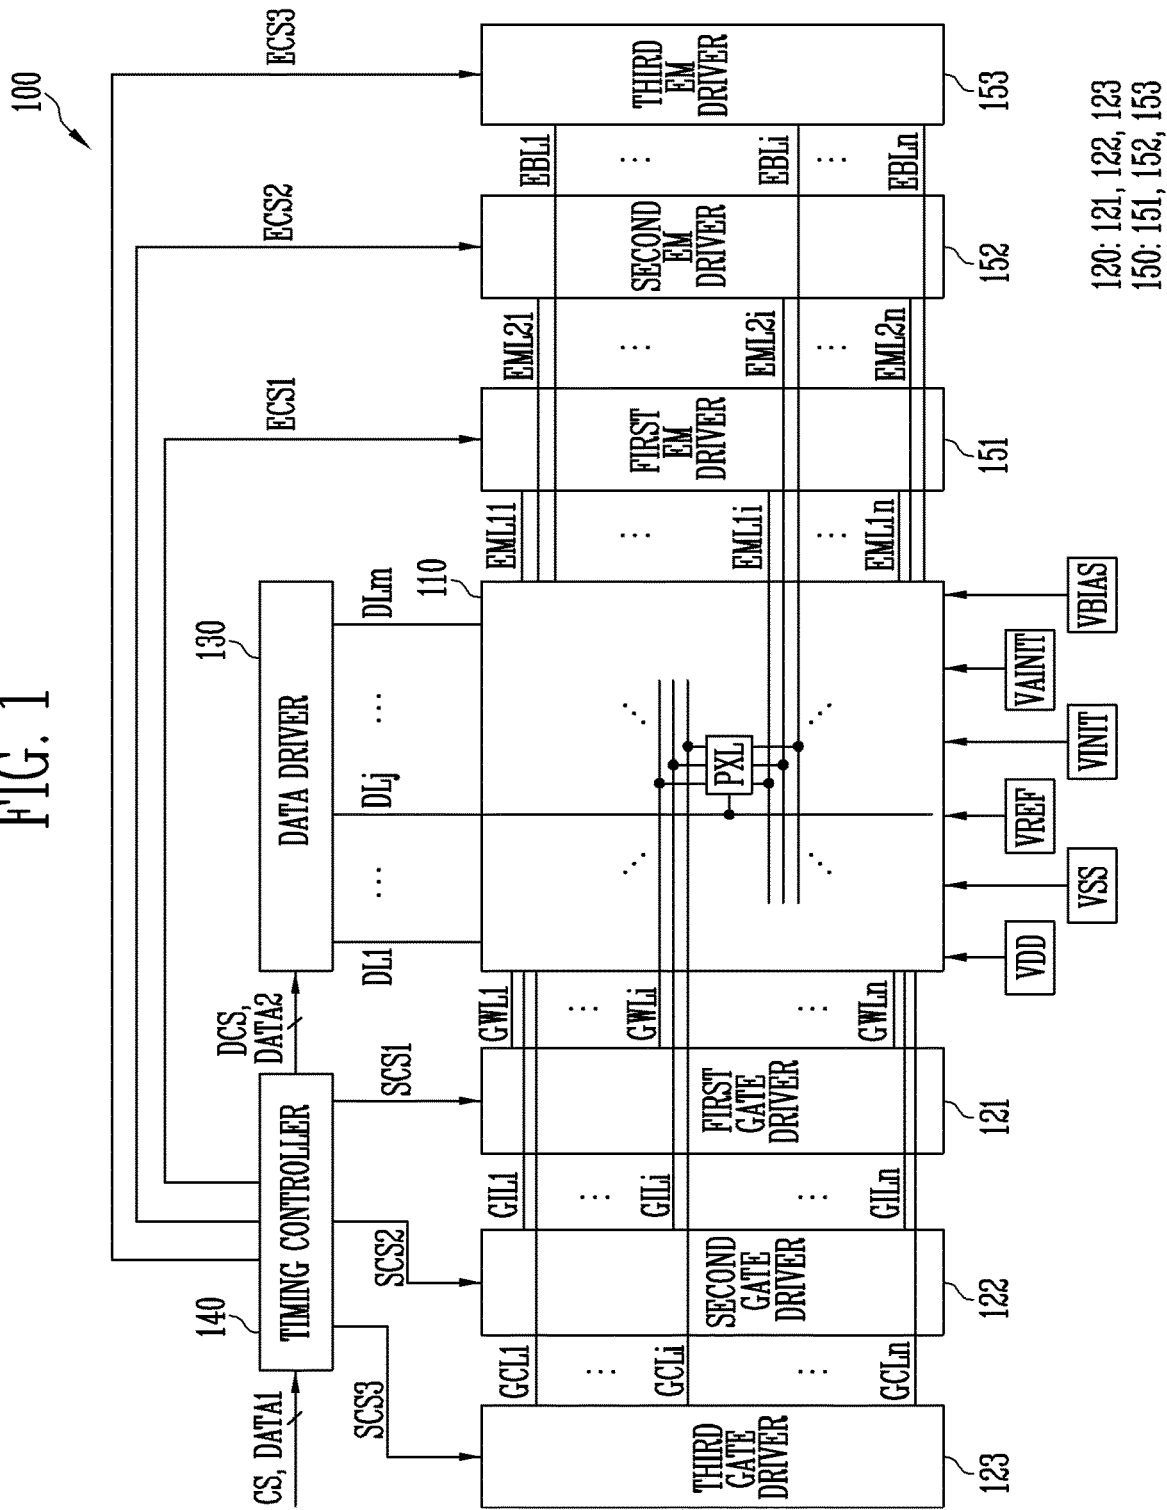 FIG. 1
100
ECS3
ECS2
ECS1
CS, DATA1
140
TIMING CONTROLLER
DCS,
DATA2
130
DATA DRIVER
SCS3
SCS2
SCS1
DL1
...
DLj
...
DLm
110
THIRD
GATE
DRIVER
123
GCL1
...
GCLi
...
GCLn
SECOND
GATE
DRIVER
122
GIL1
...
GILi
...
GILn
FIRST
GATE
DRIVER
121
GWL1
...
GWLi
...
GWLn
PXL
EML11
...
EML1i
...
EML1n
FIRST
EM
DRIVER
151
EML21
...
EML2i
...
EML2n
SECOND
EM
DRIVER
152
EBL1
...
EBLi
...
EBLn
THIRD
EM
DRIVER
153
VDD
VSS
VREF
VINIT
VAINIT
VBIAS
120: 121, 122, 123
150: 151, 152, 153